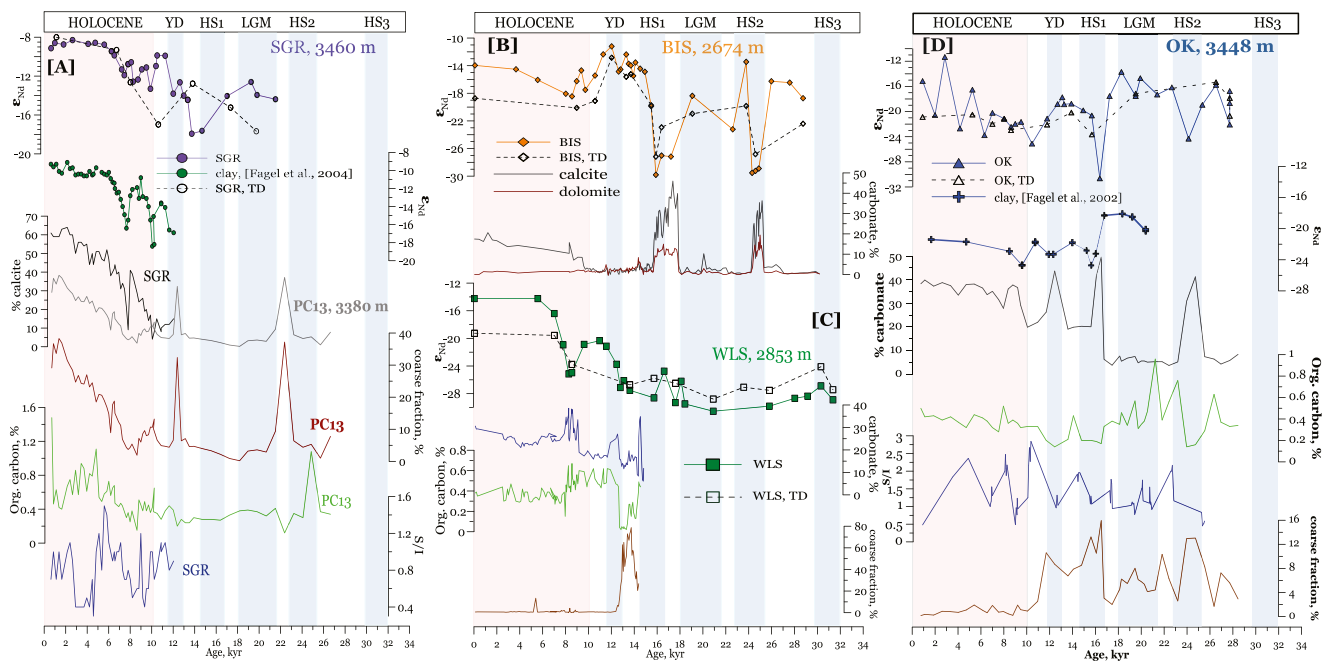 HOLOCENE YD HS1 LGM HS2 HS3
[A]
SGR, 3460 m
-8
-12
-16
-20
εNd
SGR
clay, [Fagel et al., 2004]
SGR, TD
-8
-10
-12
-14
-16
-18
-20
εNd
70
60
50
40
30
20
10
0
% calcite
SGR
PC13, 3380 m
40
30
20
10
0
coarse fraction, %
PC13
1.6
1.2
0.8
0.4
0
Org. carbon, %
PC13
1.6
1.2
0.8
0.4
S/I
SGR
0 2 4 6 8 10 12 14 16 18 20 22 24 26 28 30 32 34
Age, kyr
HOLOCENE YD HS1 LGM HS2 HS3
[B]
BIS, 2674 m
-10
-14
-18
-22
-26
-30
εNd
BIS
BIS, TD
calcite
dolomite
50
40
30
20
10
0
carbonate, %
[C]
WLS, 2853 m
-12
-16
-20
-24
-28
-30
εNd
40
30
20
10
0
carbonate, %
WLS
WLS, TD
0.8
0.6
0.4
0.2
0
Org. carbon, %
80
60
40
20
0
coarse fraction, %
0 2 4 6 8 10 12 14 16 18 20 22 24 26 28 30 32 34
Age, kyr
HOLOCENE YD HS1 LGM HS2 HS3
[D]
OK, 3448 m
-10
-12
-16
-20
-24
-28
-32
εNd
OK
OK, TD
clay, [Fagel et al., 2002]
-12
-16
-20
-24
-28
εNd
50
40
30
20
10
0
% carbonate
1
0.8
0.6
0.4
0.2
0
Org. carbon, %
3
2.5
2
1.5
1
0.5
0
S/I
16
12
8
4
0
coarse fraction, %
0 2 4 6 8 10 12 14 16 18 20 22 24 26 28 30 32 34
Age, kyr